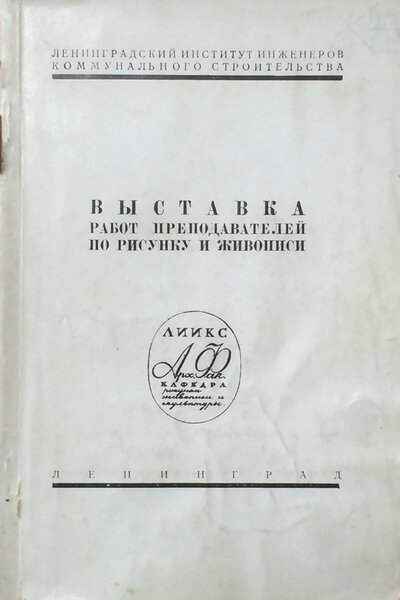 ЛЕНИНГРАДСКИЙ ИНСТИТУТ ИНЖЕНЕРОВ
КОММУНАЛЬНОГО СТРОИТЕЛЬСТВА
ВЫСТАВКА
РАБОТ ПРЕПОДАВАТЕЛЕЙ
ПО РИСУНКУ И ЖИВОПИСИ
ЛИИКС
Арх. Фак.
КАФЕДРА
рисунка
живописи и
скульптуры.
ЛЕНИНГРАД